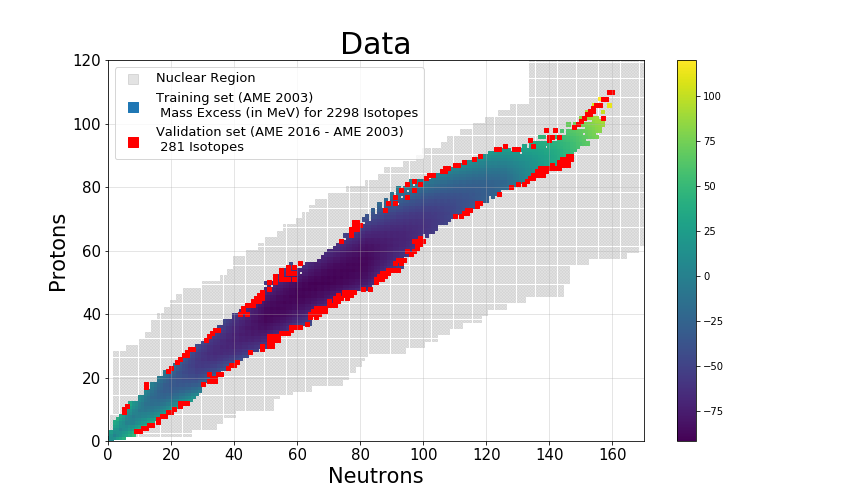 Data
Nuclear Region
Training set (AME 2003)
Mass Excess (in MeV) for 2298 Isotopes
Validation set (AME 2016 - AME 2003)
281 Isotopes
Protons
120
100
80
60
40
20
0
0 20 40 60 80 100 120 140 160
Neutrons
100
75
50
25
0
−25
−50
−75